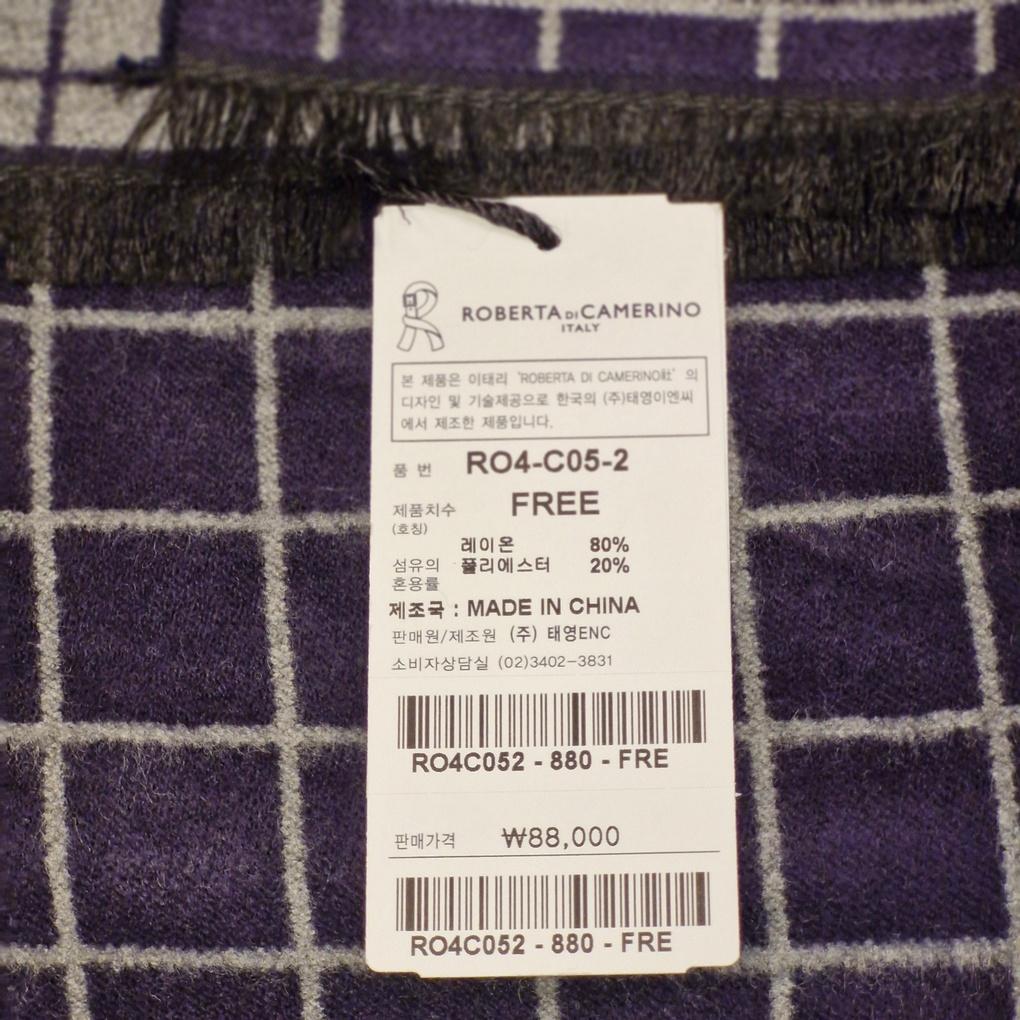 ROBERTA DI CAMERINO
ITALY
본 제품은 이태리 'ROBERTA DI CAMERINO社' 의
디자인 및 기술제공으로 한국의 (주)태영이엔씨
에서 제조한 제품입니다.
품 번 RO4-C05-2
제품치수 FREE
(호칭)
레이온 80%
섬유의 폴리에스터 20%
혼용률
제조국 : MADE IN CHINA
판매원/제조원 (주) 태영ENC
소비자상담실 (02)3402-3831
RO4C052 - 880 - FRE
판매가격 ₩88,000
RO4C052 - 880 - FRE